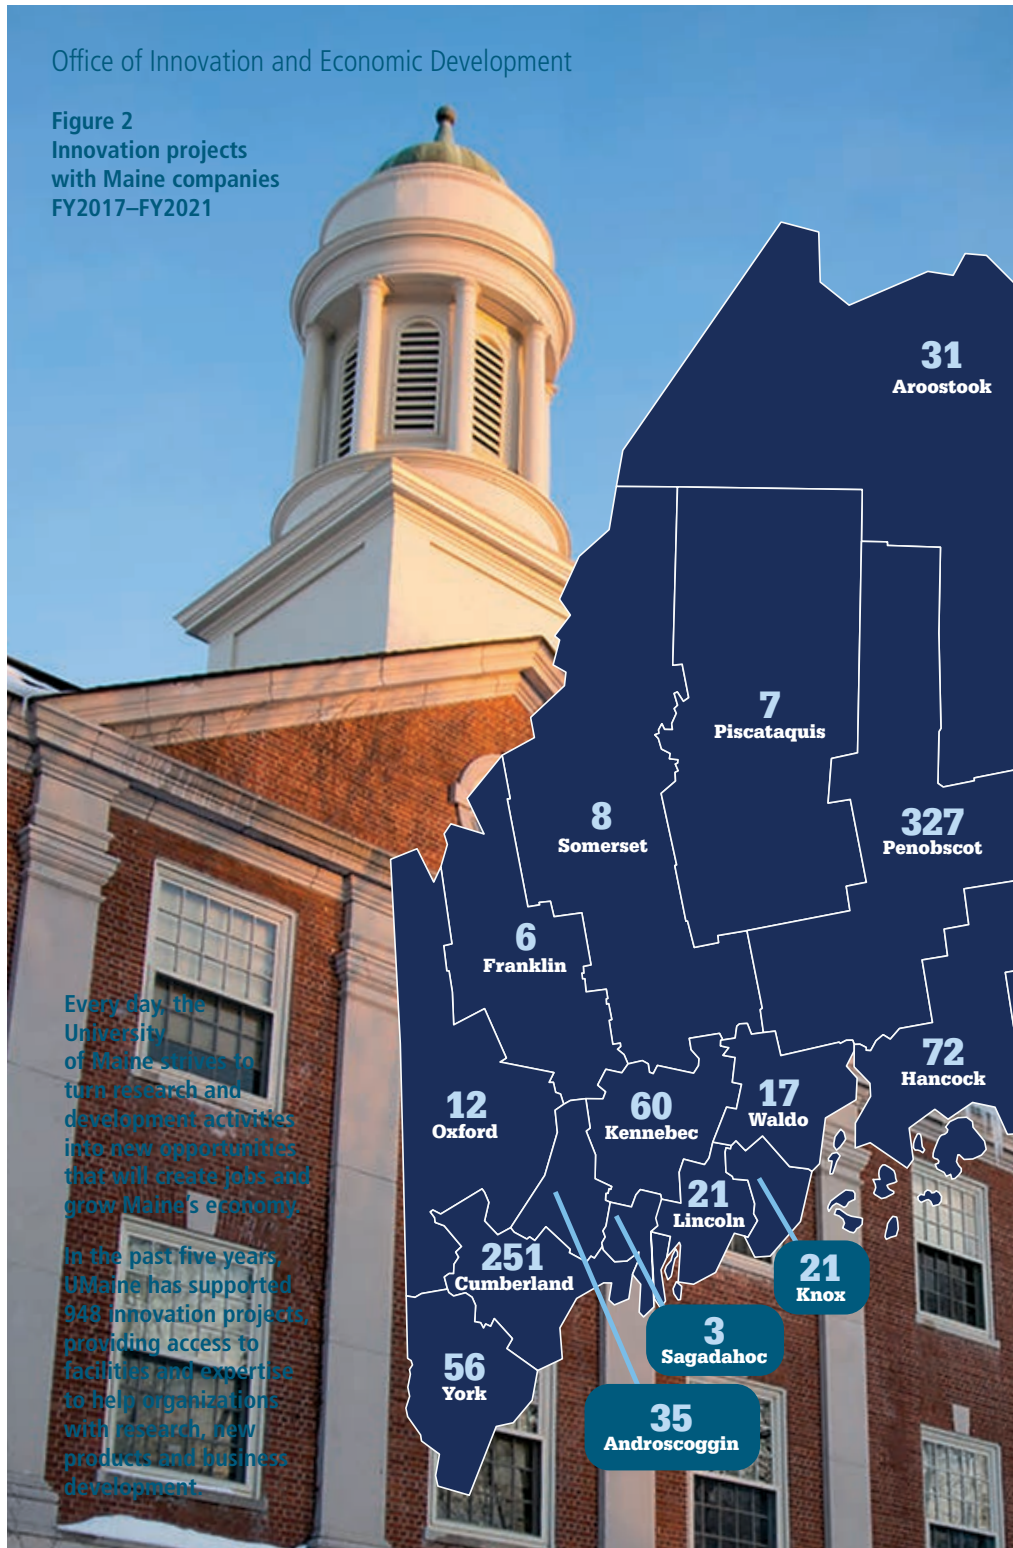 Office of Innovation and Economic Development
Figure 2
Innovation projects
with Maine companies
FY2017–FY2021
31
Aroostook
7
Piscataquis
8
Somerset
327
Penobscot
6
Franklin
72
Hancock
12
Oxford
60
Kennebec
17
Waldo
21
Lincoln
251
Cumberland
21
Knox
3
Sagadahoc
56
York
35
Androscoggin
Every day, the
University
of Maine strives to
turn research and
development activities
into new opportunities
that will create jobs and
grow Maine’s economy.
In the past five years,
UMaine has supported
948 innovation projects,
providing access to
facilities and expertise
to help organizations
with research, new
products and business
development.